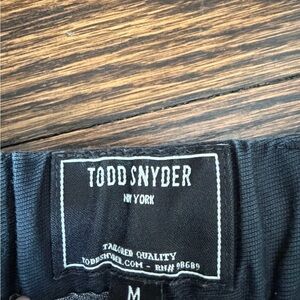 TODD SNYDER
NEW YORK
TAILORED QUALITY
TODDSNYDER.COM - RN# 98689
M